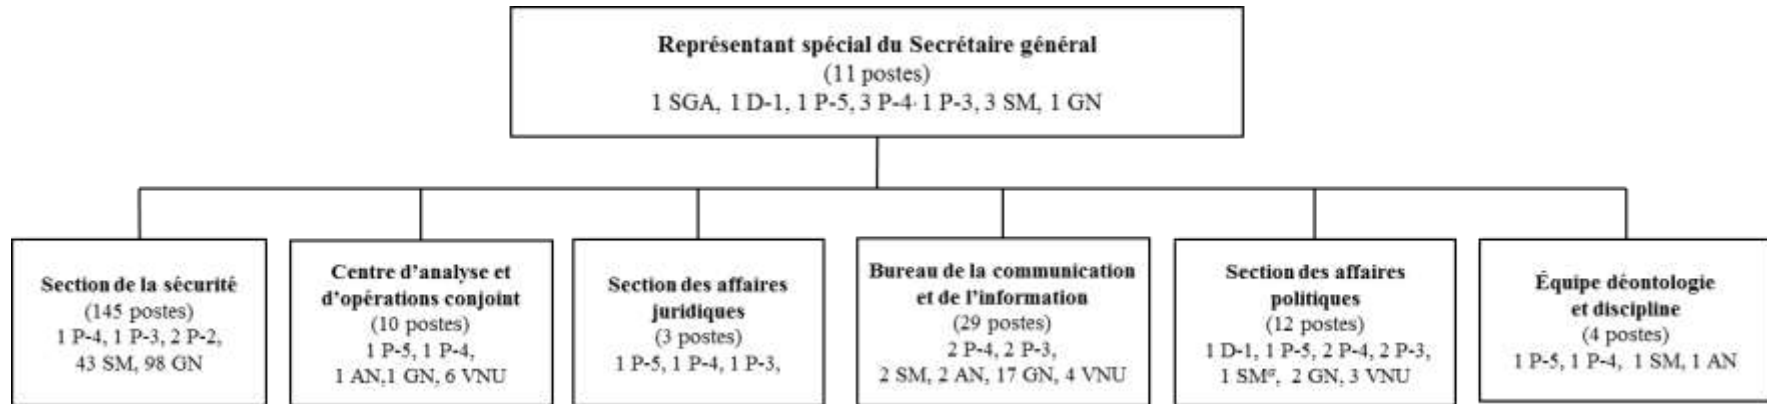 Représentant spécial du Secrétaire général
(11 postes)
1 SGA, 1 D-1, 1 P-5, 3 P-4, 1 P-3, 3 SM, 1 GN
Section de la sécurité
(145 postes)
1 P-4, 1 P-3, 2 P-2,
43 SM, 98 GN
Centre d’analyse et
d’opérations conjoint
(10 postes)
1 P-5, 1 P-4,
1 AN,1 GN, 6 VNU
Section des affaires
juridiques
(3 postes)
1 P-5, 1 P-4, 1 P-3,
Bureau de la communication
et de l’information
(29 postes)
2 P-4, 2 P-3,
2 SM, 2 AN, 17 GN, 4 VNU
Section des affaires
politiques
(12 postes)
1 D-1, 1 P-5, 2 P-4, 2 P-3,
1 SMᵃ, 2 GN, 3 VNU
Équipe déontologie
et discipline
(4 postes)
1 P-5, 1 P-4, 1 SM, 1 AN